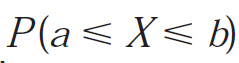 P(a ⩽ X ⩽ b)